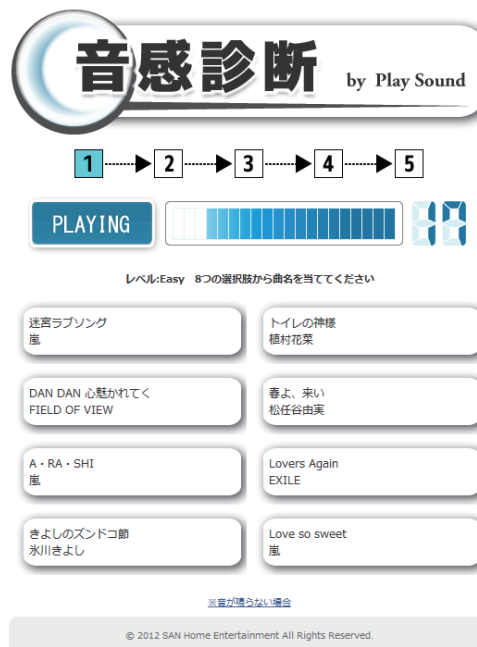 音感診断
by Play Sound
1 2 3 4 5
PLAYING
17
レベル:Easy 8つの選択肢から曲名を当ててください
迷宮ラブソング
嵐
トイレの神様
植村花菜
DAN DAN 心魅かれてく
FIELD OF VIEW
春よ、来い
松任谷由実
A・RA・SHI
嵐
Lovers Again
EXILE
きよしのズンドコ節
氷川きよし
Love so sweet
嵐
※音が鳴らない場合
© 2012 SAN Home Entertainment All Rights Reserved.